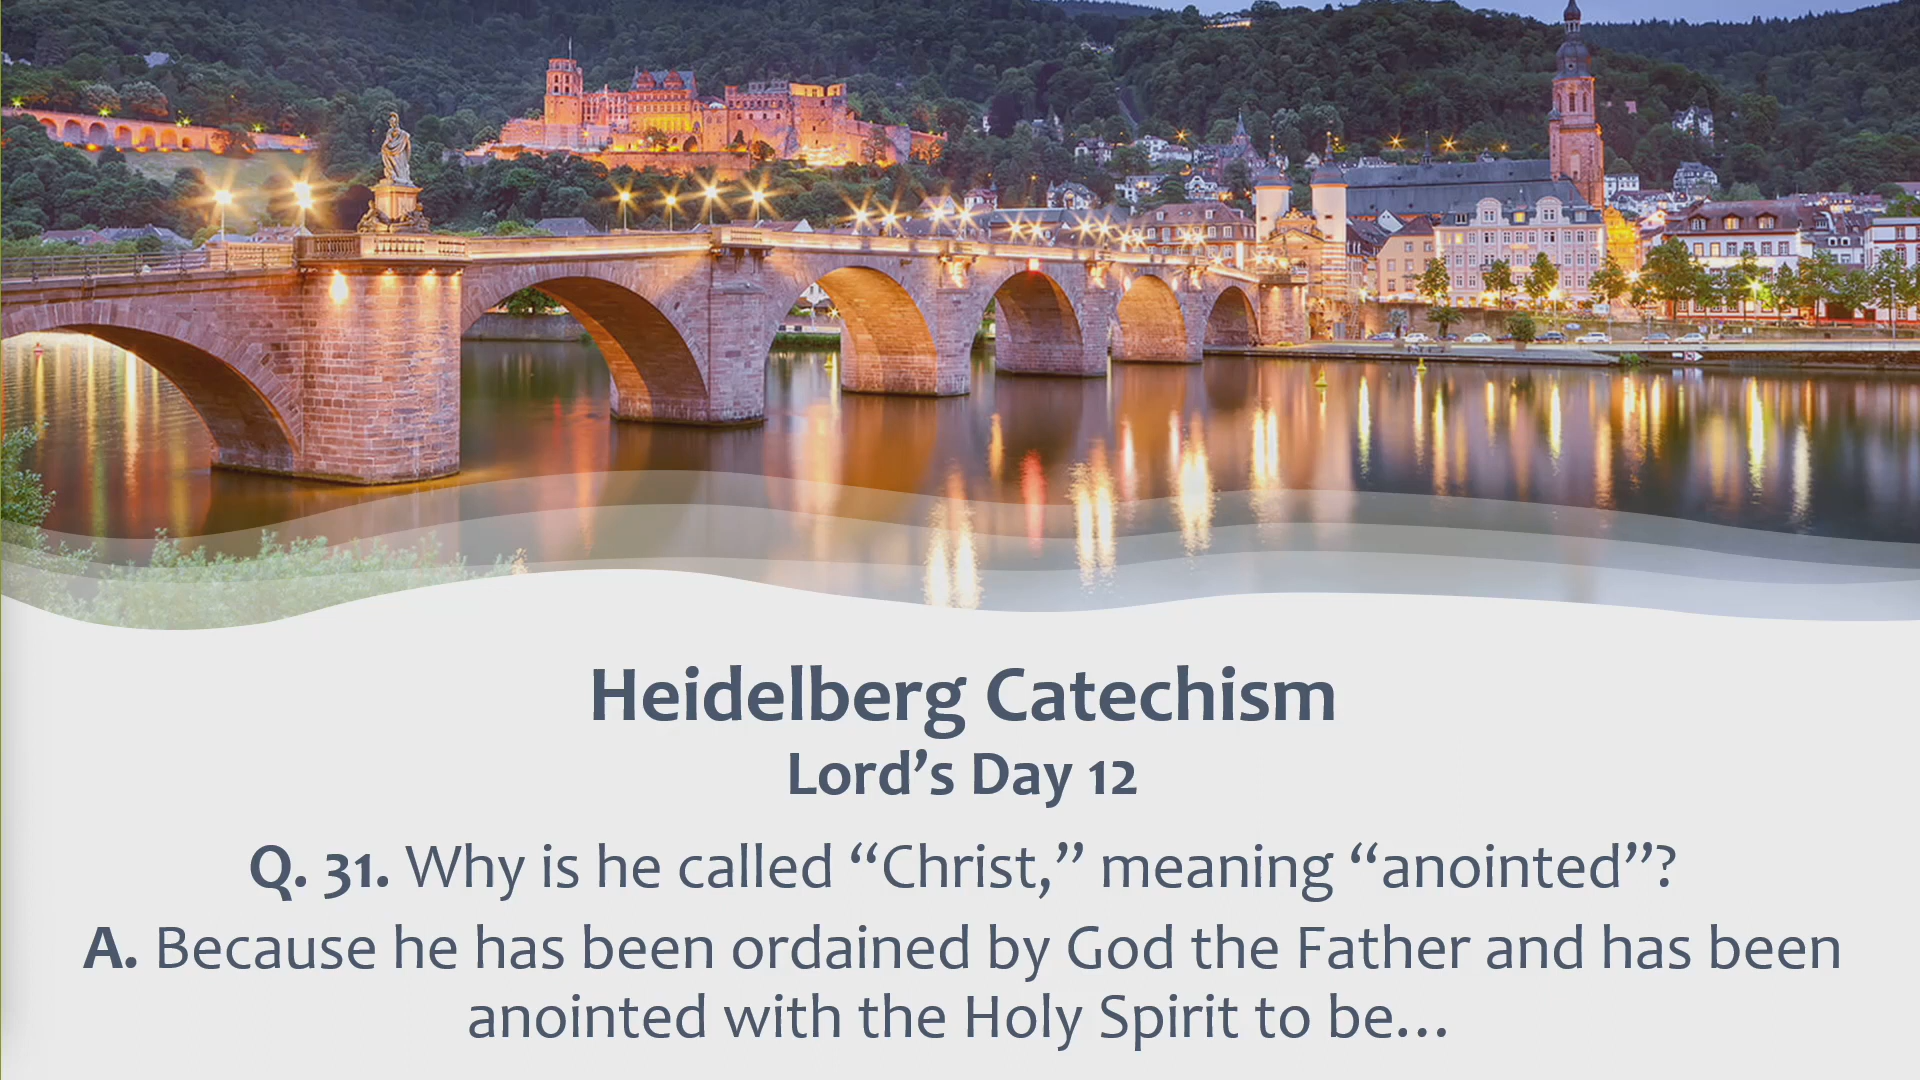 Heidelberg Catechism
Lord’s Day 12
Q. 31. Why is he called “Christ,” meaning “anointed”?
A. Because he has been ordained by God the Father and has been
anointed with the Holy Spirit to be…